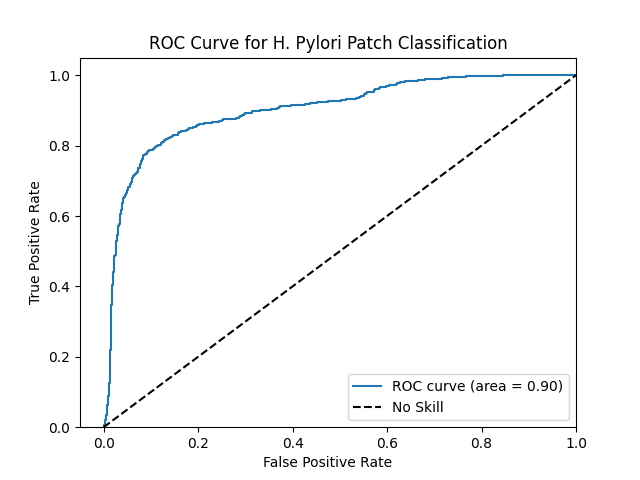 ROC Curve for H. Pylori Patch Classification
1.0
0.8
0.6
0.4
0.2
0.0
True Positive Rate
ROC curve (area = 0.90)
No Skill
0.0 0.2 0.4 0.6 0.8 1.0
False Positive Rate